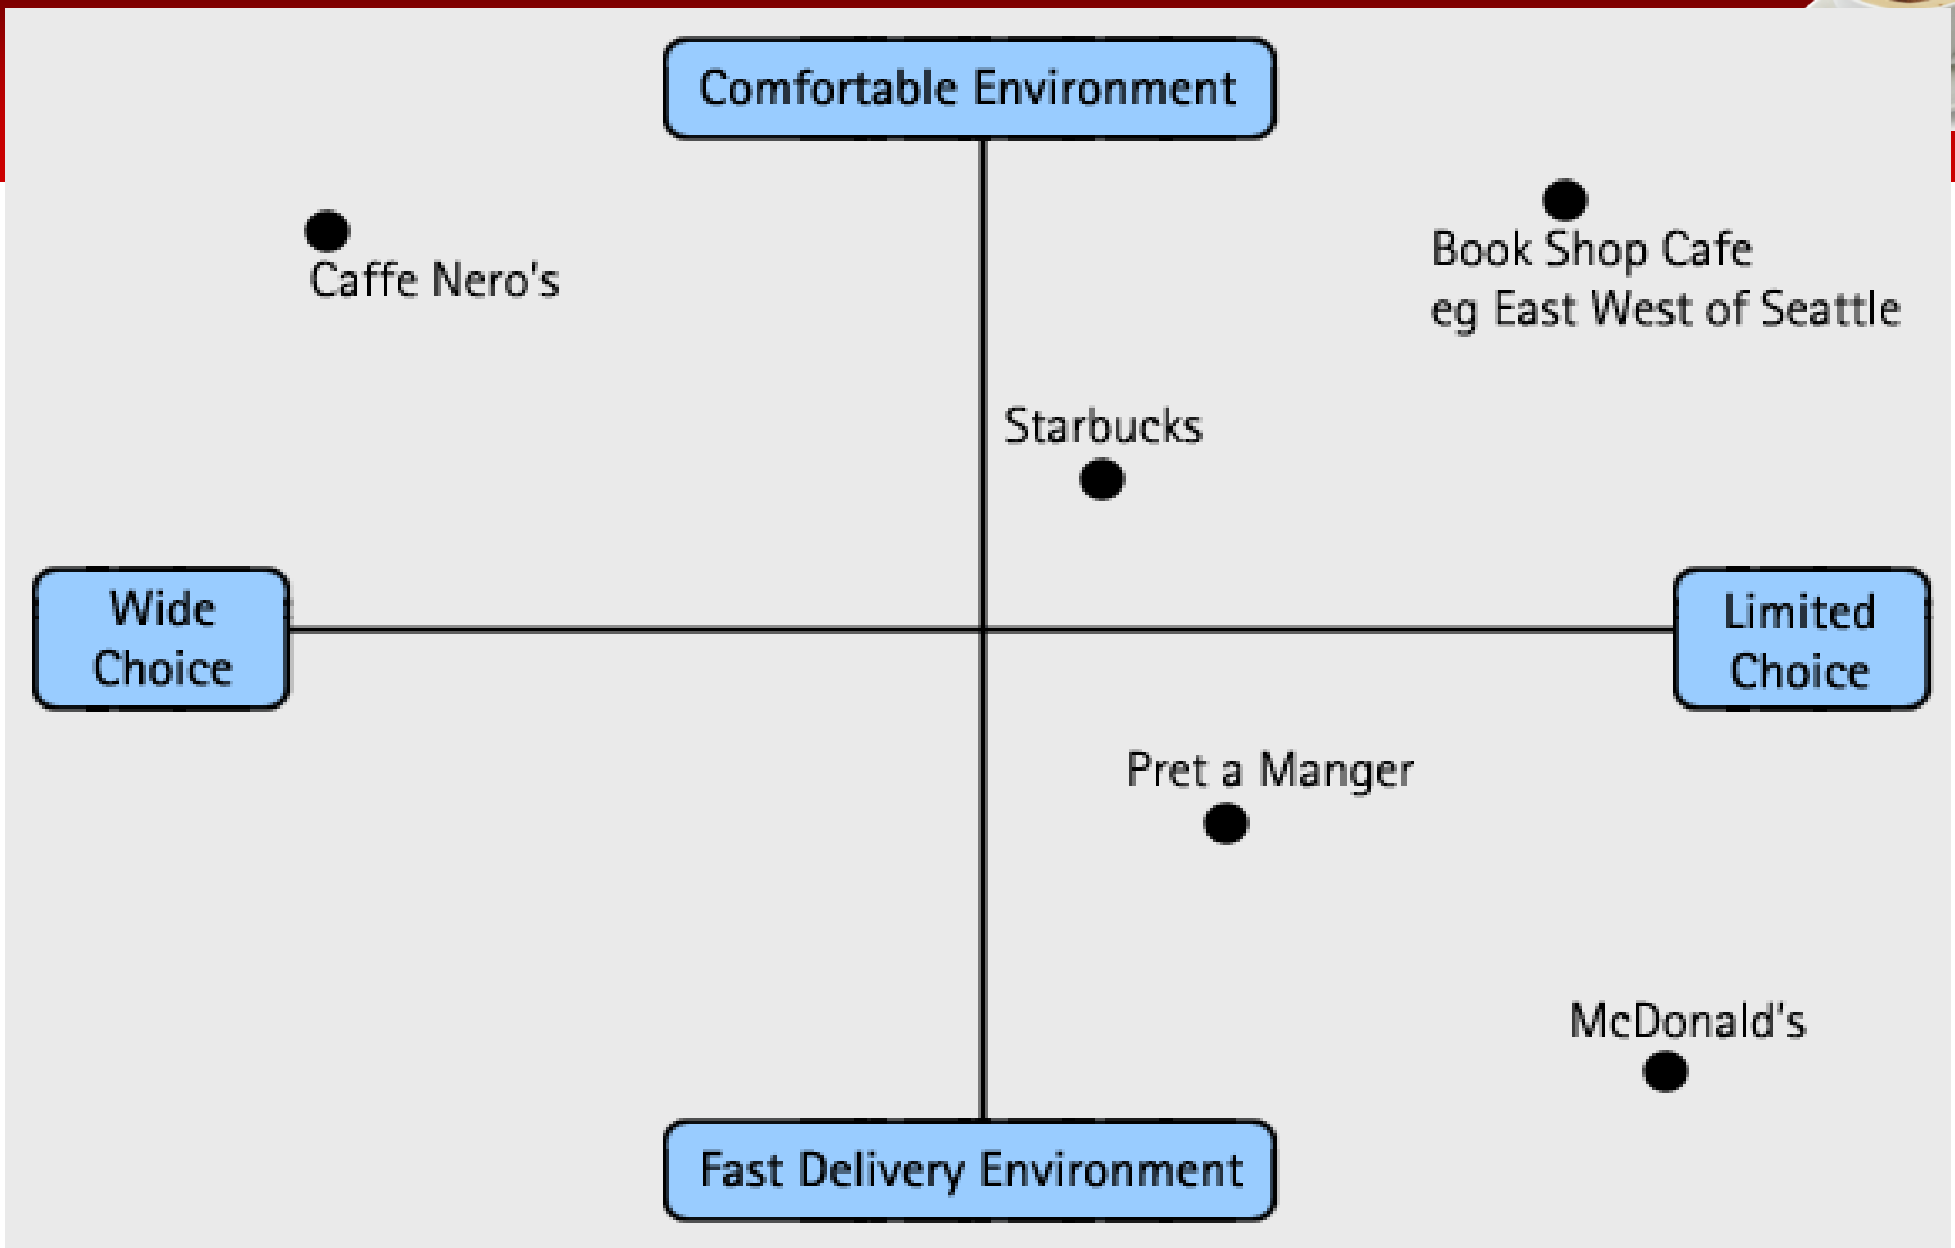 Comfortable Environment
Caffe Nero's
Book Shop Cafe
eg East West of Seattle
Starbucks
Wide
Choice
Limited
Choice
Pret a Manger
McDonald's
Fast Delivery Environment